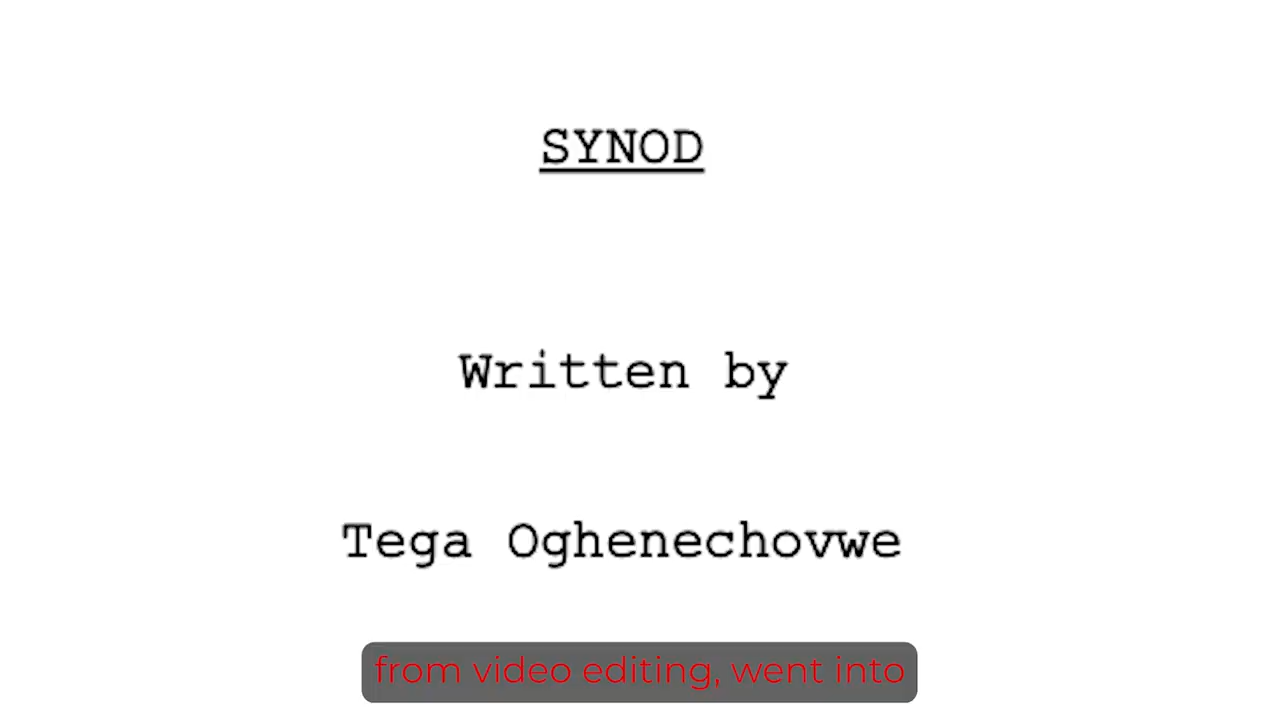 SYNOD
Written by
Tega Oghenechovwe
from video editing, went into